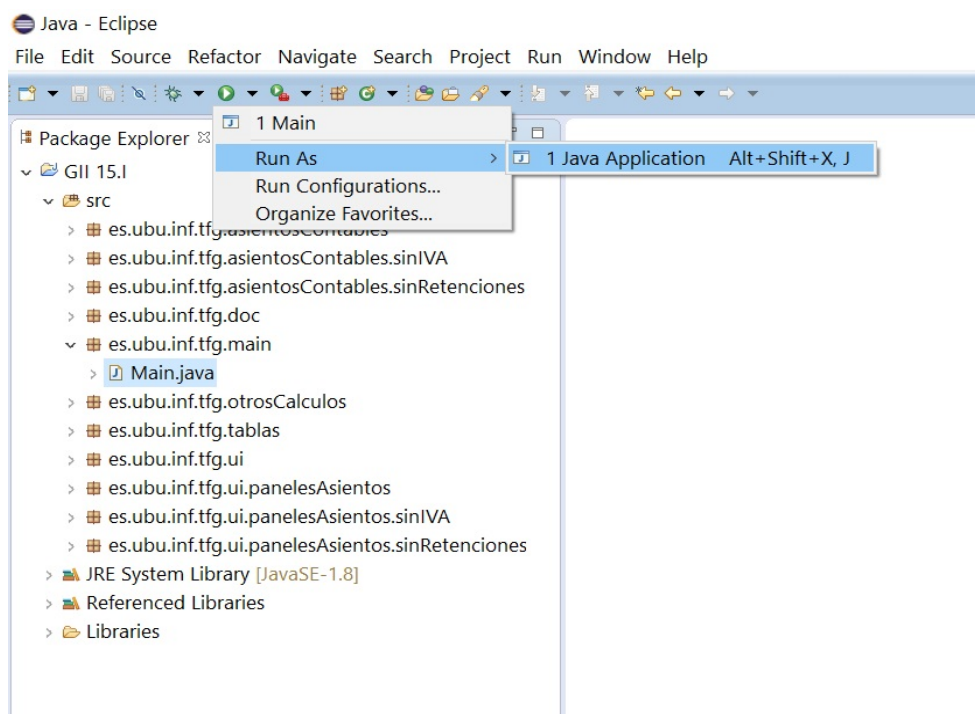 Java - Eclipse
File Edit Source Refactor Navigate Search Project Run Window Help
Package Explorer
1 Main
Run As
1 Java Application Alt+Shift+X, J
Run Configurations...
Organize Favorites...
GII 15.I
src
es.ubu.inf.tfg.asientosContables
es.ubu.inf.tfg.asientosContables.sinIVA
es.ubu.inf.tfg.asientosContables.sinRetenciones
es.ubu.inf.tfg.doc
es.ubu.inf.tfg.main
Main.java
es.ubu.inf.tfg.otrosCalculos
es.ubu.inf.tfg.tablas
es.ubu.inf.tfg.ui
es.ubu.inf.tfg.ui.panelesAsientos
es.ubu.inf.tfg.ui.panelesAsientos.sinIVA
es.ubu.inf.tfg.ui.panelesAsientos.sinRetenciones
JRE System Library [JavaSE-1.8]
Referenced Libraries
Libraries